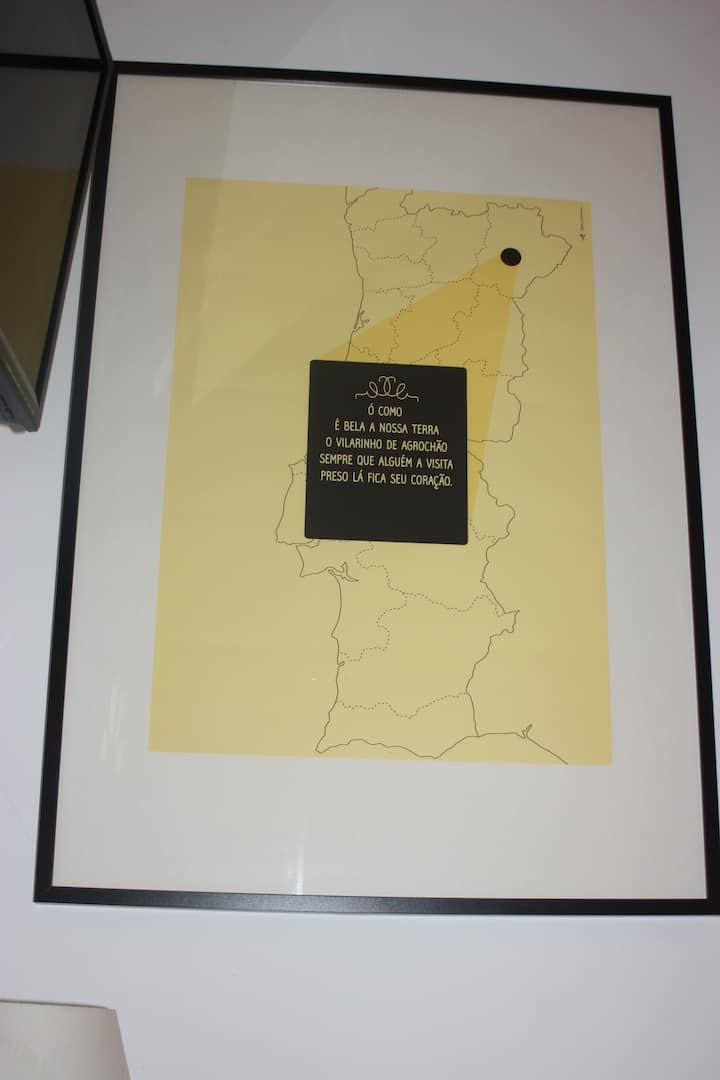 Ó COMO
É BELA A NOSSA TERRA
O VILARINHO DE AGROCHÃO
SEMPRE QUE ALGUÉM A VISITA
PRESO LÁ FICA SEU CORAÇÃO.